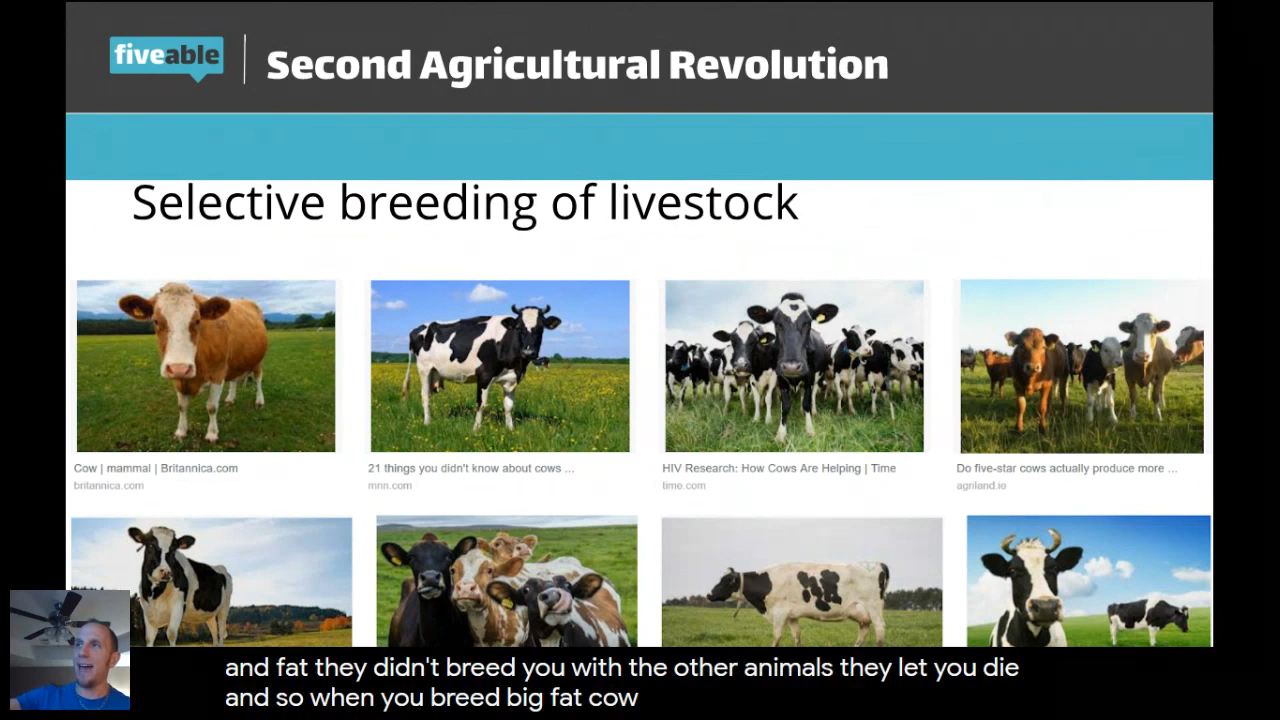 fiveable
Second Agricultural Revolution
Selective breeding of livestock
Cow | mammal | Britannica.com
britannica.com
21 things you didn't know about cows ...
mnn.com
HIV Research: How Cows Are Helping | Time
time.com
Do five-star cows actually produce more ...
agriland.ie
and fat they didn't breed you with the other animals they let you die
and so when you breed big fat cow